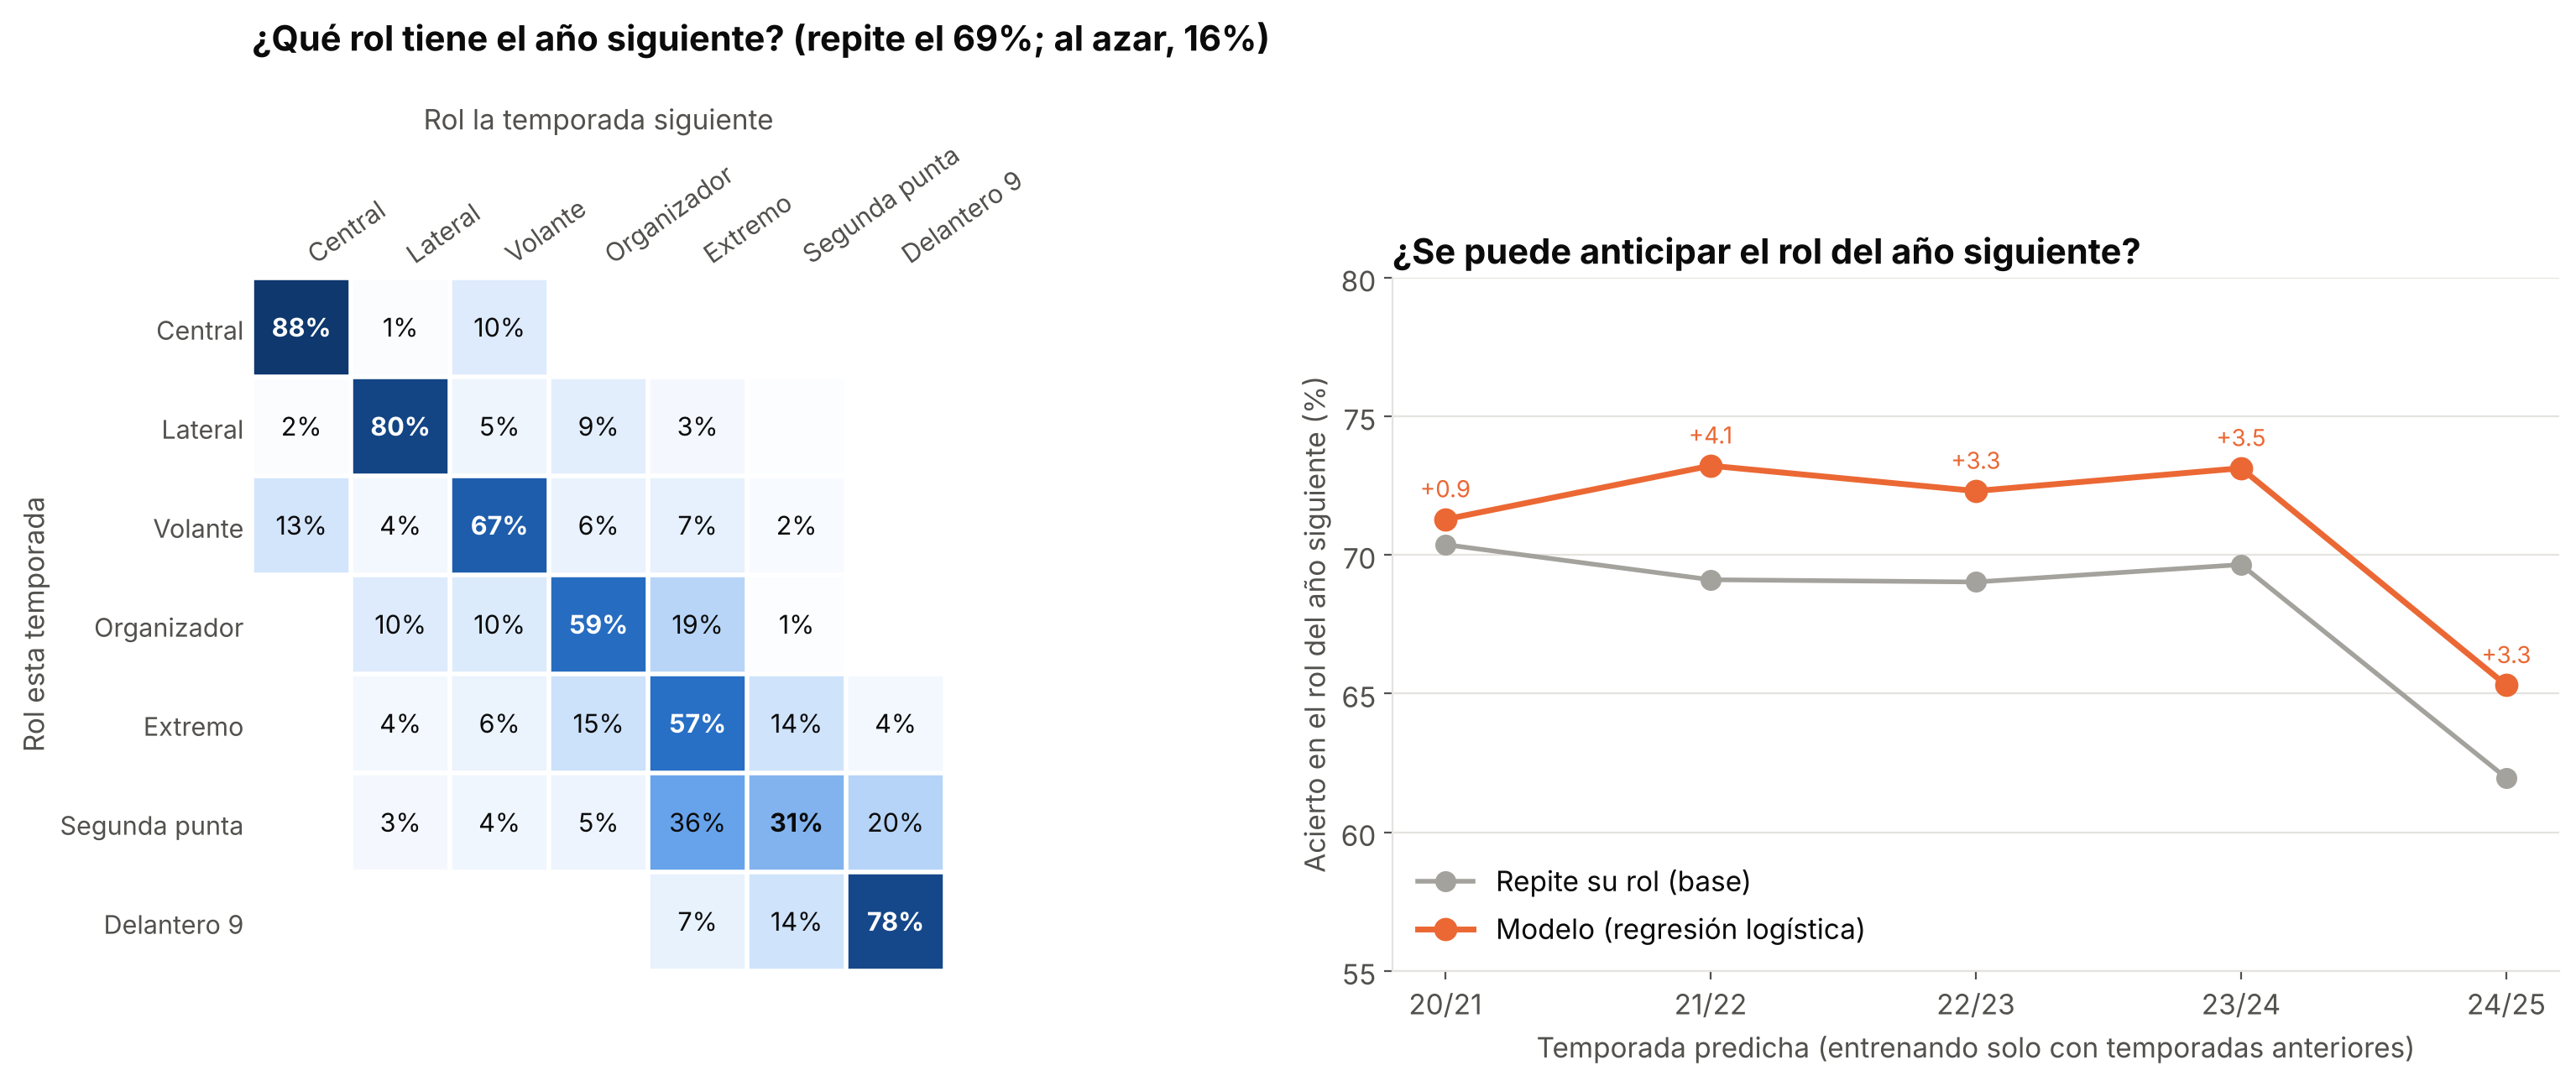 ¿Qué rol tiene el año siguiente? (repite el 69%; al azar, 16%)
Rol la temporada siguiente
Central Lateral Volante Organizador Extremo Segunda punta Delantero 9
Rol esta temporada
Central 88% 1% 10%
Lateral 2% 80% 5% 9% 3%
Volante 13% 4% 67% 6% 7% 2%
Organizador 10% 10% 59% 19% 1%
Extremo 4% 6% 15% 57% 14% 4%
Segunda punta 3% 4% 5% 36% 31% 20%
Delantero 9 7% 14% 78%
¿Se puede anticipar el rol del año siguiente?
Acierto en el rol del año siguiente (%)
80
75
70
65
60
55
+0.9 +4.1 +3.3 +3.5 +3.3
Repite su rol (base)
Modelo (regresión logística)
20/21 21/22 22/23 23/24 24/25
Temporada predicha (entrenando solo con temporadas anteriores)